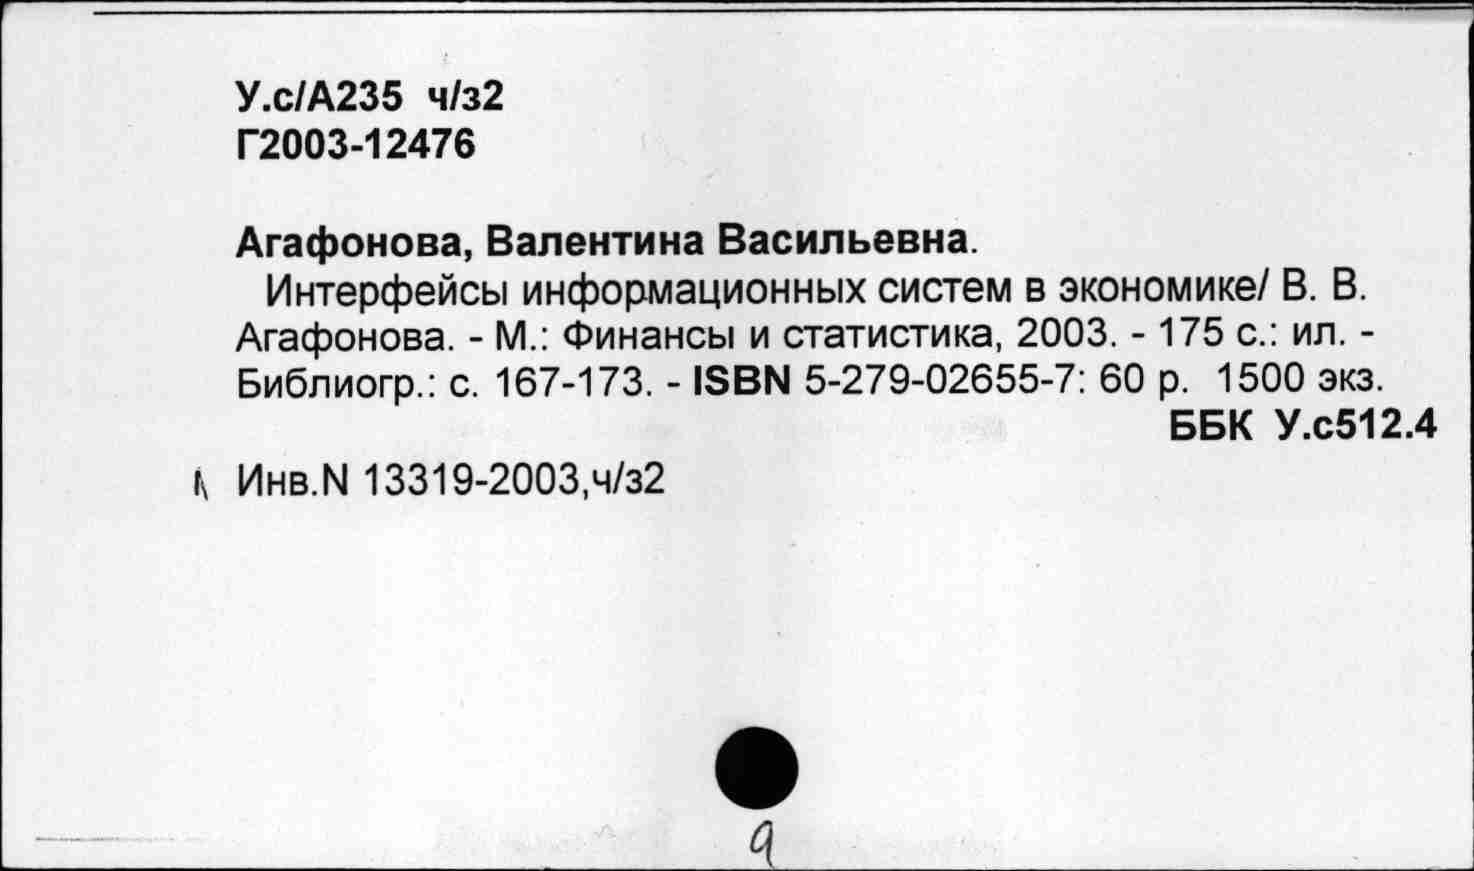 У.с/А235 ч/з2
Г2003-12476
Агафонова, Валентина Васильевна.
Интерфейсы информационных систем в экономике/ В. В.
Агафонова. - М.: Финансы и статистика, 2003. - 175 с.: ил. -
Библиогр.: с. 167-173. - ISBN 5-279-02655-7: 60 р. 1500 экз.
ББК У.с512.4
Инв.N 13319-2003,ч/з2